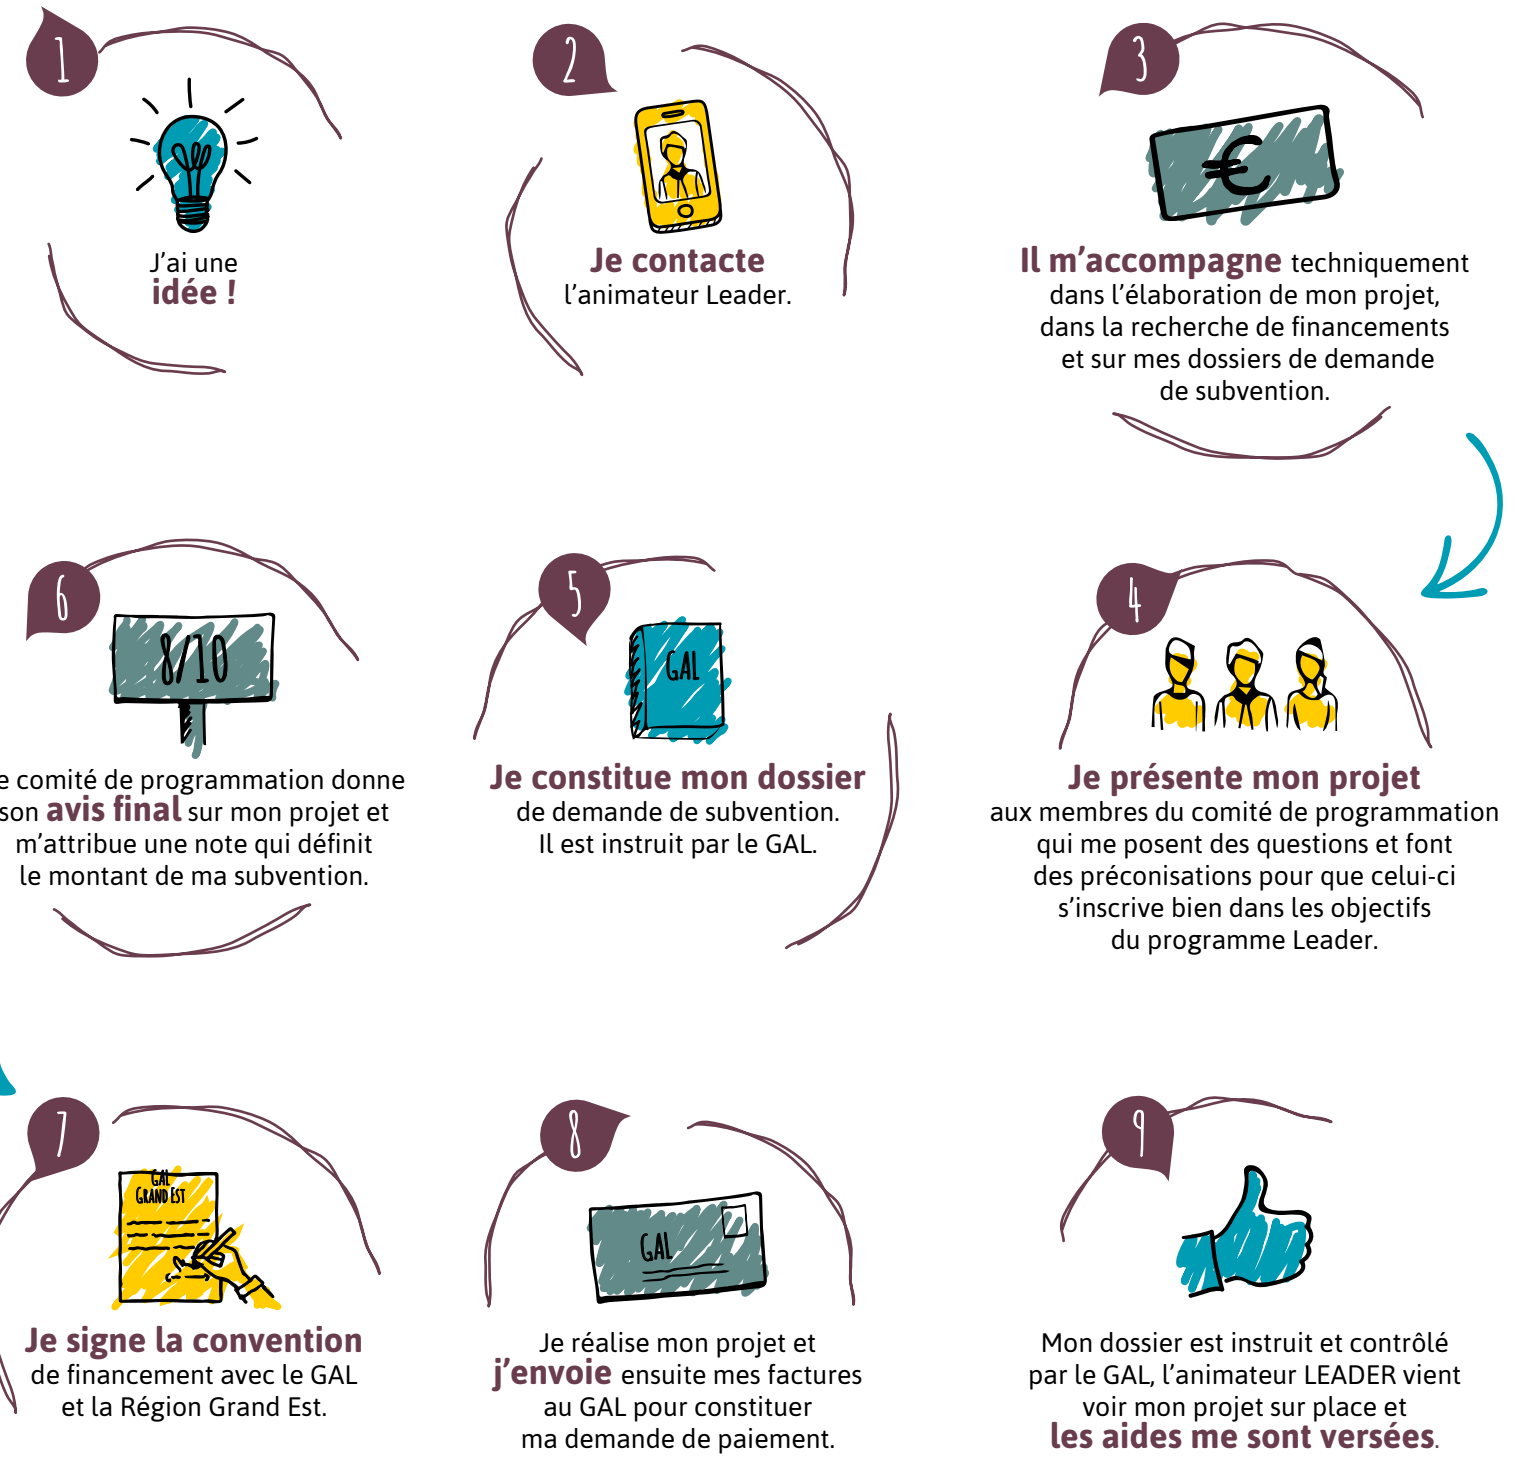 1
J'ai une
idée !
2
Je contacte
l'animateur Leader.
3
€
Il m'accompagne techniquement
dans l'élaboration de mon projet,
dans la recherche de financements
et sur mes dossiers de demande
de subvention.
4
Je présente mon projet
aux membres du comité de programmation
qui me posent des questions et font
des préconisations pour que celui-ci
s'inscrive bien dans les objectifs
du programme Leader.
5
GAL
Je constitue mon dossier
de demande de subvention.
Il est instruit par le GAL.
6
8/10
e comité de programmation donne
son avis final sur mon projet et
m'attribue une note qui définit
le montant de ma subvention.
7
GAL
GRAND EST
Je signe la convention
de financement avec le GAL
et la Région Grand Est.
8
GAL
Je réalise mon projet et
j'envoie ensuite mes factures
au GAL pour constituer
ma demande de paiement.
9
Mon dossier est instruit et contrôlé
par le GAL, l'animateur LEADER vient
voir mon projet sur place et
les aides me sont versées.